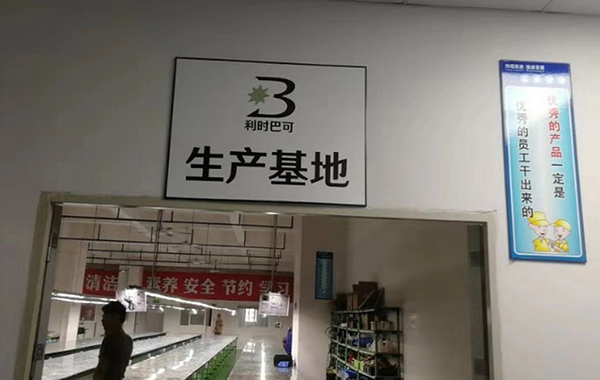 利时巴可
生产基地
优秀的产品一定是
优秀的员工干出来的
清洁 素养 安全 节约 学习